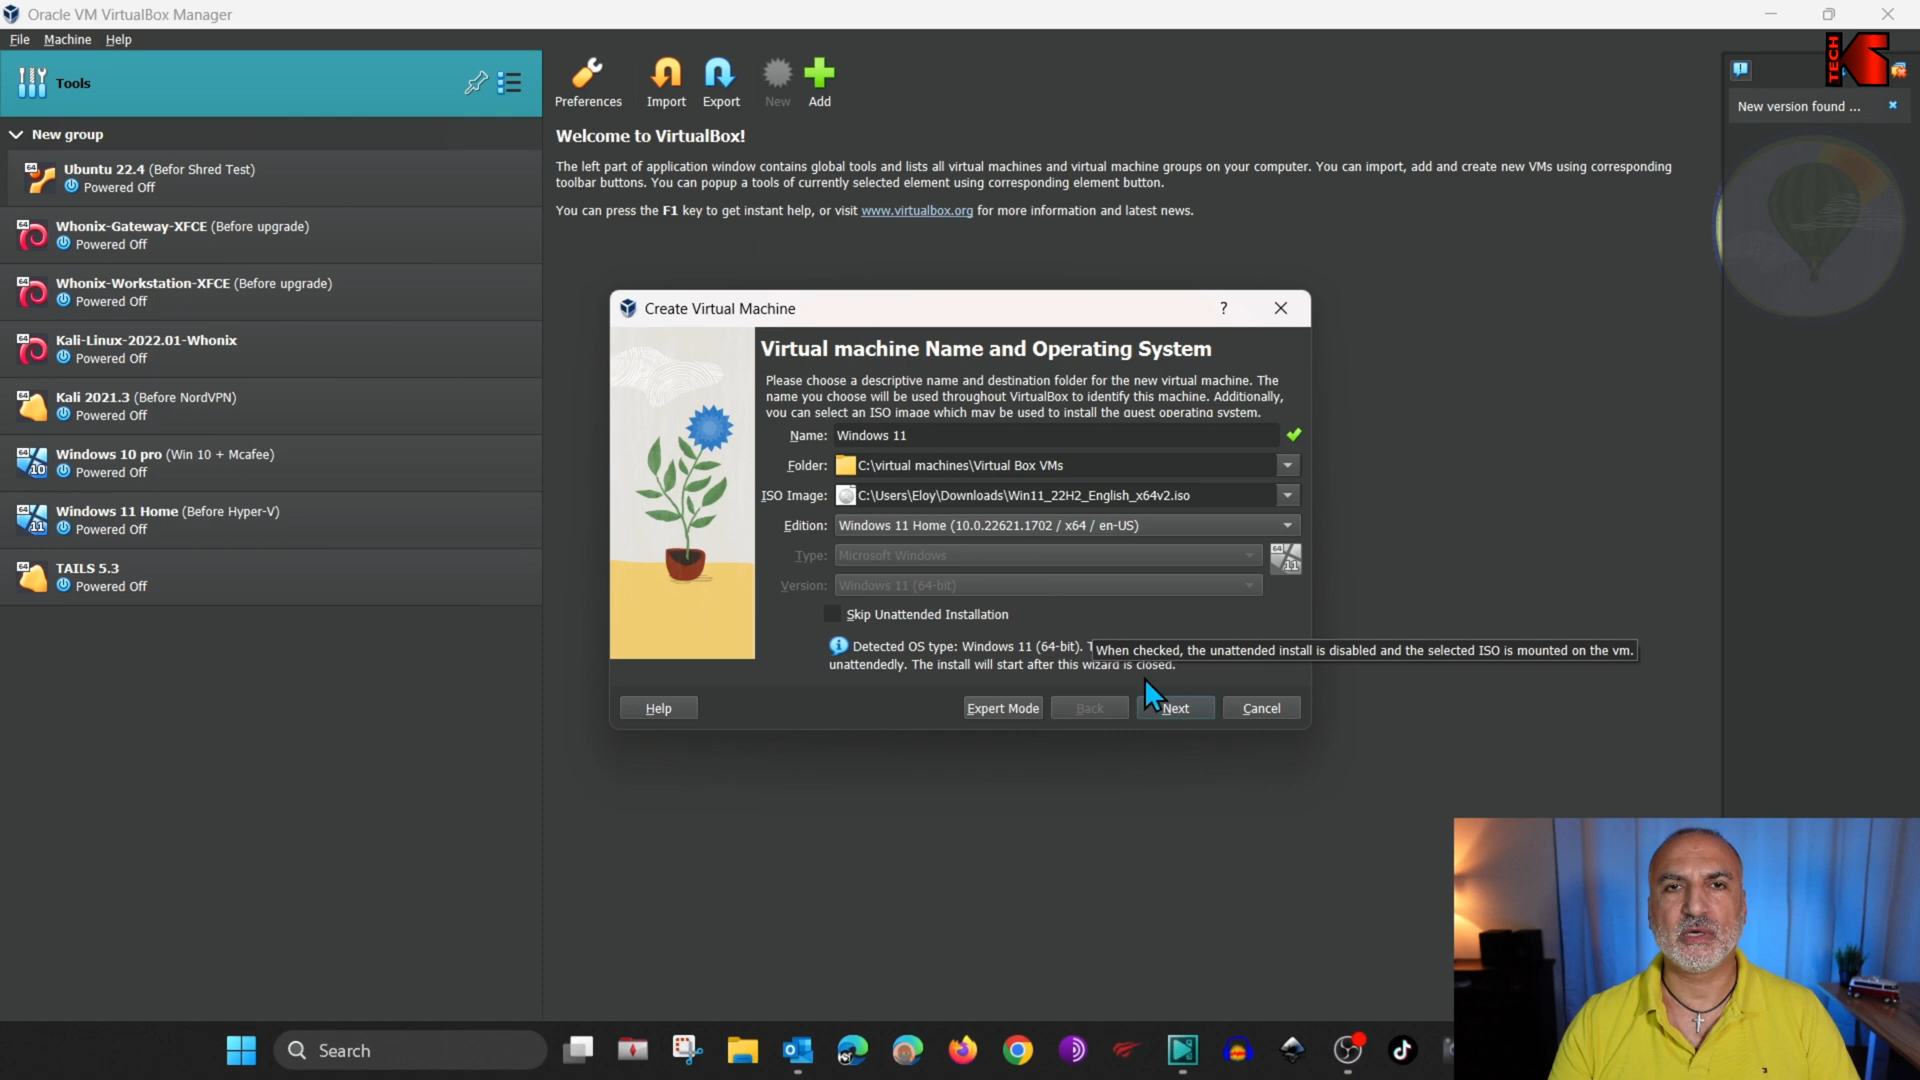 Oracle VM VirtualBox Manager
File Machine Help
Tools
New group
64 Ubuntu 22.4 (Befor Shred Test)
Powered Off
64 Whonix-Gateway-XFCE (Before upgrade)
Powered Off
64 Whonix-Workstation-XFCE (Before upgrade)
Powered Off
64 Kali-Linux-2022.01-Whonix
Powered Off
64 Kali 2021.3 (Before NordVPN)
Powered Off
64 10 Windows 10 pro (Win 10 + Mcafee)
Powered Off
64 11 Windows 11 Home (Before Hyper-V)
Powered Off
64 TAILS 5.3
Powered Off
Preferences Import Export New Add
Welcome to VirtualBox!
The left part of application window contains global tools and lists all virtual machines and virtual machine groups on your computer. You can import, add and create new VMs using corresponding
toolbar buttons. You can popup a tools of currently selected element using corresponding element button.
You can press the F1 key to get instant help, or visit www.virtualbox.org for more information and latest news.
TECH K
New version found ...
Create Virtual Machine
?
Virtual machine Name and Operating System
Please choose a descriptive name and destination folder for the new virtual machine. The
name you choose will be used throughout VirtualBox to identify this machine. Additionally,
you can select an ISO image which may be used to install the guest operating system.
Name: Windows 11
Folder: C:\virtual machines\Virtual Box VMs
ISO Image: C:\Users\Eloy\Downloads\Win11_22H2_English_x64v2.iso
Edition: Windows 11 Home (10.0.22621.1702 / x64 / en-US)
Type: Microsoft Windows
64 11
Version: Windows 11 (64-bit)
Skip Unattended Installation
Detected OS type: Windows 11 (64-bit).
When checked, the unattended install is disabled and the selected ISO is mounted on the vm.
unattendedly. The install will start after this wizard is closed.
Help Expert Mode Back Next Cancel
Search